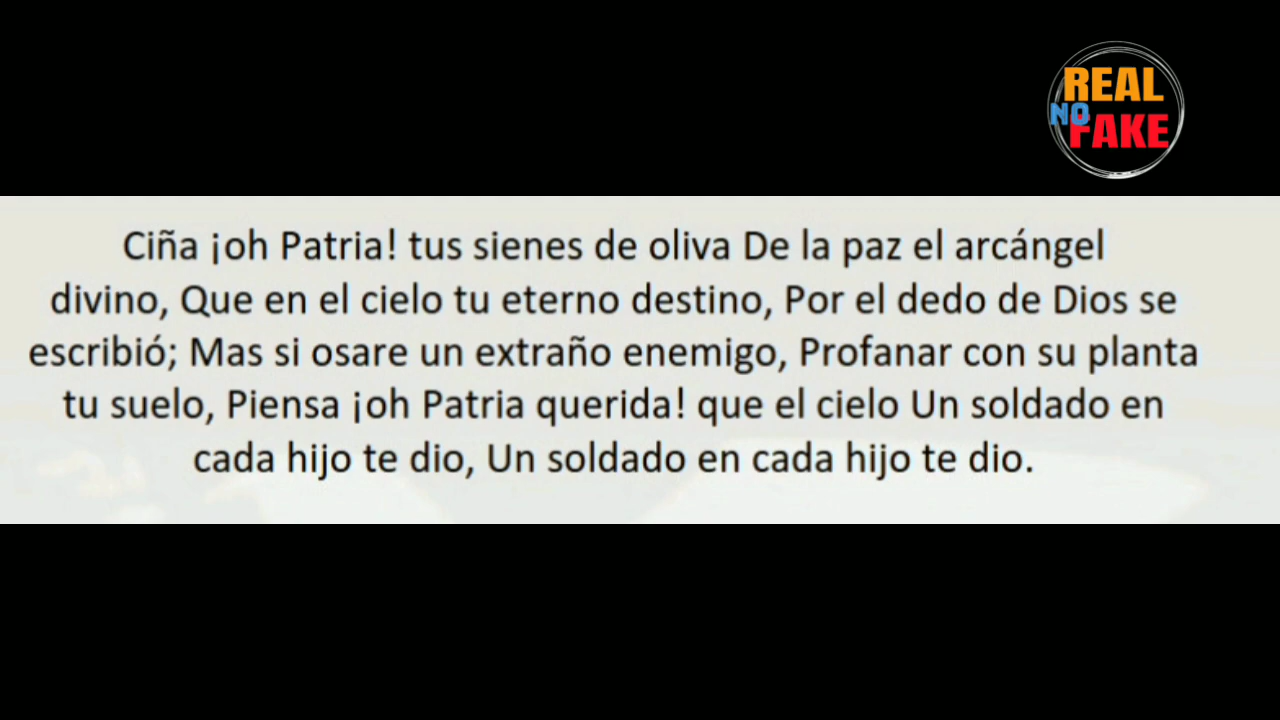 REAL
NO
FAKE
Ciña ¡oh Patria! tus sienes de oliva De la paz el arcángel
divino, Que en el cielo tu eterno destino, Por el dedo de Dios se
escribió; Mas si osare un extraño enemigo, Profanar con su planta
tu suelo, Piensa ¡oh Patria querida! que el cielo Un soldado en
cada hijo te dio, Un soldado en cada hijo te dio.